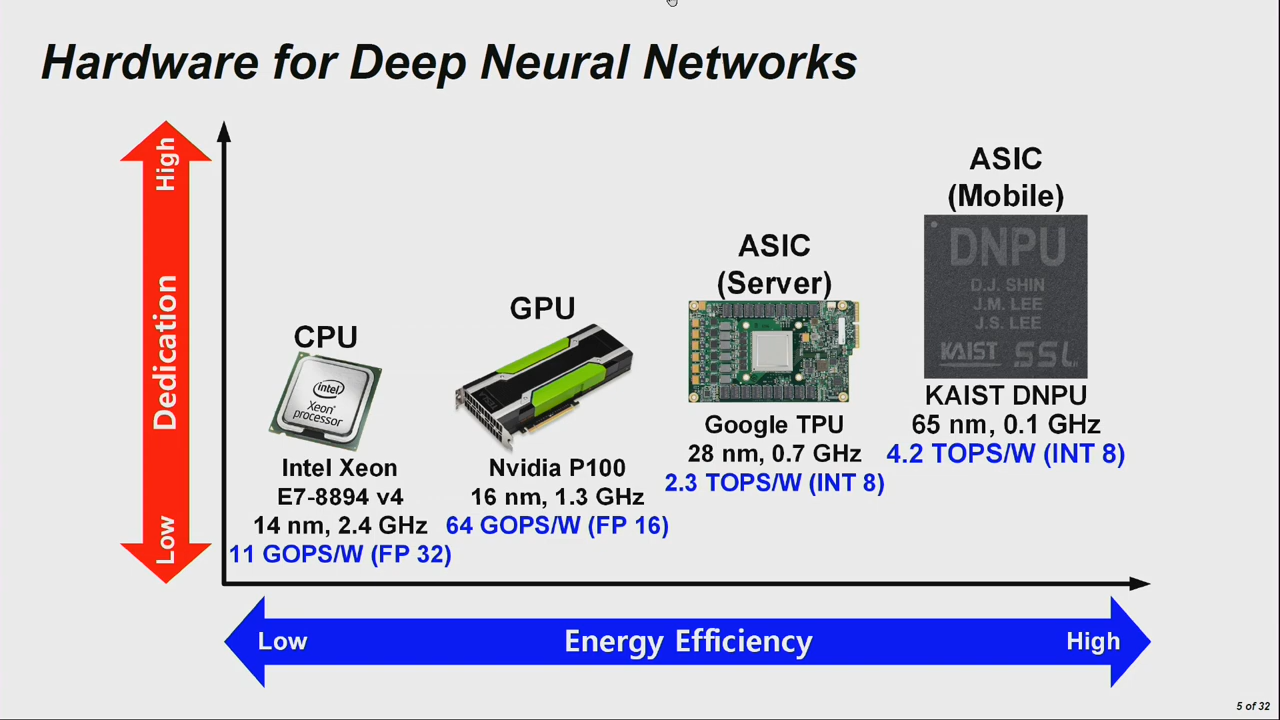 Hardware for Deep Neural Networks
High
Dedication
Low
CPU
intel
Xeon®
processor
Intel Xeon
E7-8894 v4
14 nm, 2.4 GHz
11 GOPS/W (FP 32)
GPU
Nvidia P100
16 nm, 1.3 GHz
64 GOPS/W (FP 16)
ASIC
(Server)
Google TPU
28 nm, 0.7 GHz
2.3 TOPS/W (INT 8)
ASIC
(Mobile)
DNPU
D.J. SHIN
J.M. LEE
J.S. LEE
KAIST SSL
KAIST DNPU
65 nm, 0.1 GHz
4.2 TOPS/W (INT 8)
Low
Energy Efficiency
High
5 of 32